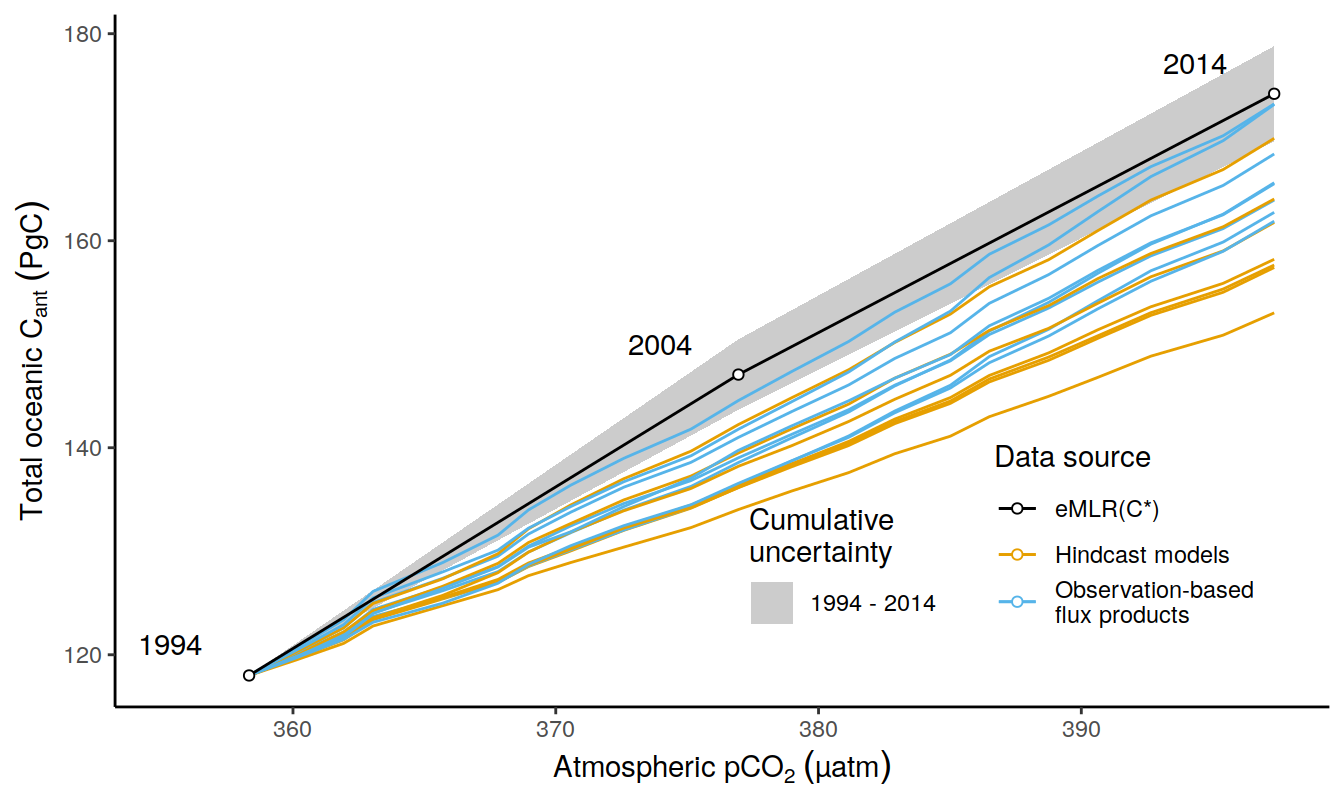 180
160
140
120
Total oceanic Cant (PgC)
2014
2004
1994
Data source
eMLR(C*)
Hindcast models
Observation-based
flux products
Cumulative
uncertainty
1994 - 2014
360
370
380
390
Atmospheric pCO2 (µatm)